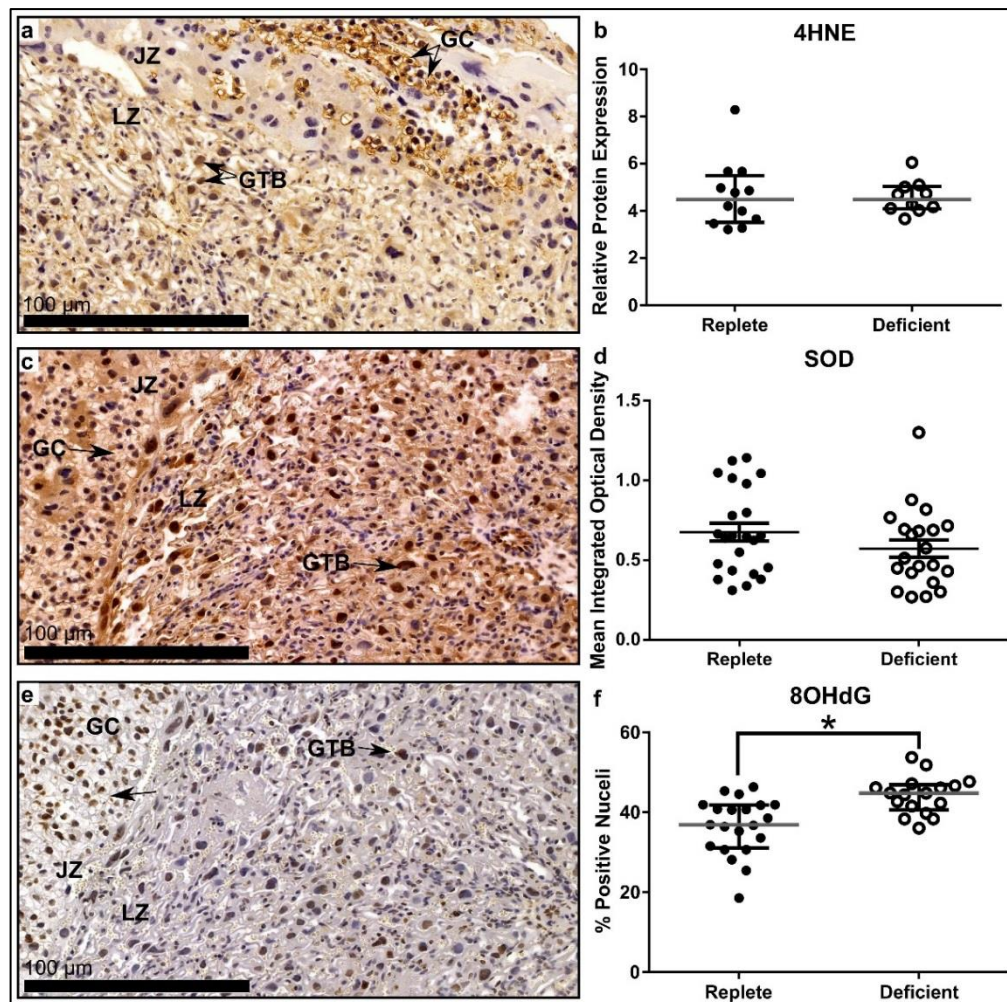 a
GC
JZ
LZ
GTB
100 µm
b
4HNE
Relative Protein Expression
10
8
6
4
2
0
Replete
Deficient
c
JZ
GC
LZ
GTB
100 µm
d
SOD
Mean Integrated Optical Density
1.5
1.0
0.5
0.0
Replete
Deficient
e
GC
GTB
JZ
LZ
100 µm
f
8OHdG
% Positive Nuceli
60
40
20
0
*
Replete
Deficient